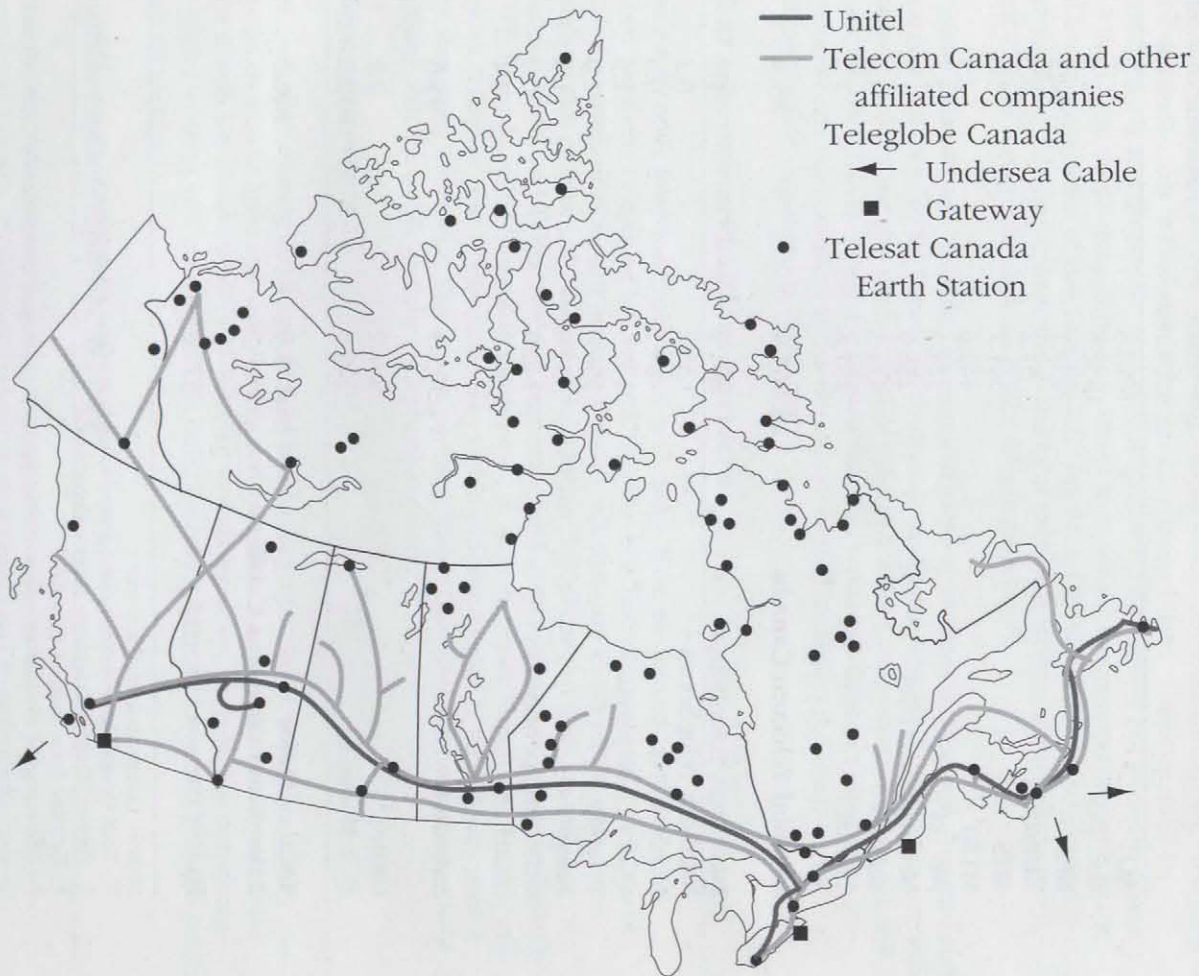 Unitel
Telecom Canada and other
affiliated companies
Teleglobe Canada
Undersea Cable
Gateway
Telesat Canada
Earth Station